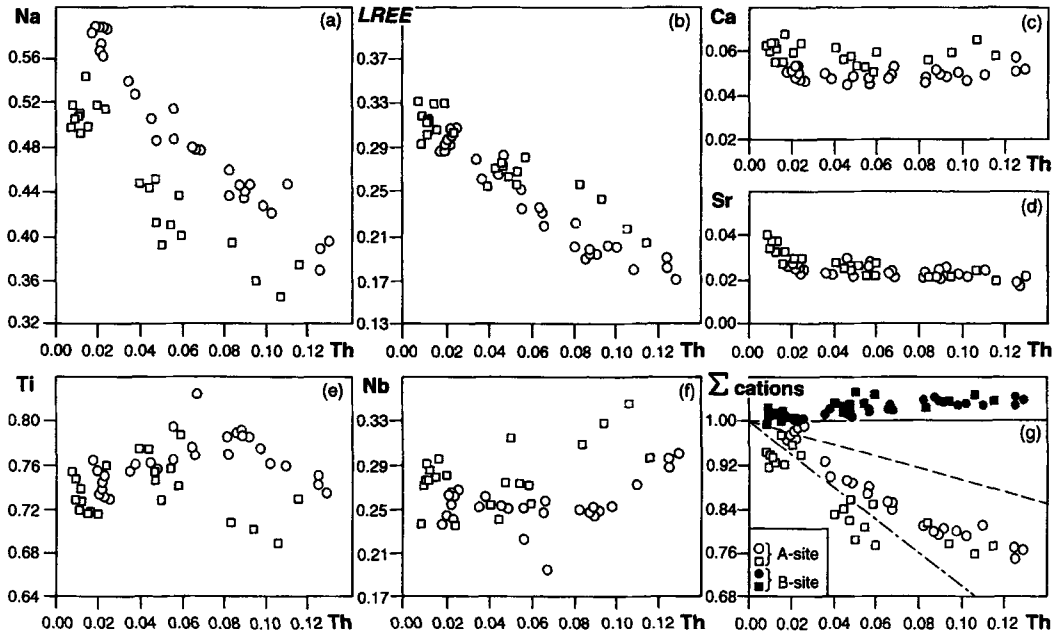 Na
(a)
0.60
0.56
0.52
0.48
0.44
0.40
0.36
0.32
0.00 0.02 0.04 0.06 0.08 0.10 0.12 Th
LREE
(b)
0.37
0.33
0.29
0.25
0.21
0.17
0.13
0.00 0.02 0.04 0.06 0.08 0.10 0.12 Th
Ca
(c)
0.06
0.04
0.02
0.00 0.02 0.04 0.06 0.08 0.10 0.12 Th
Sr
(d)
0.04
0.02
0.00
0.00 0.02 0.04 0.06 0.08 0.10 0.12 Th
Ti
(e)
0.80
0.76
0.72
0.68
0.64
0.00 0.02 0.04 0.06 0.08 0.10 0.12 Th
Nb
(f)
0.33
0.29
0.25
0.21
0.17
0.00 0.02 0.04 0.06 0.08 0.10 0.12 Th
Σ cations
1.00
(g)
0.92
0.84
0.76
0.68
A-site
B-site
0.00 0.02 0.04 0.06 0.08 0.10 0.12 Th